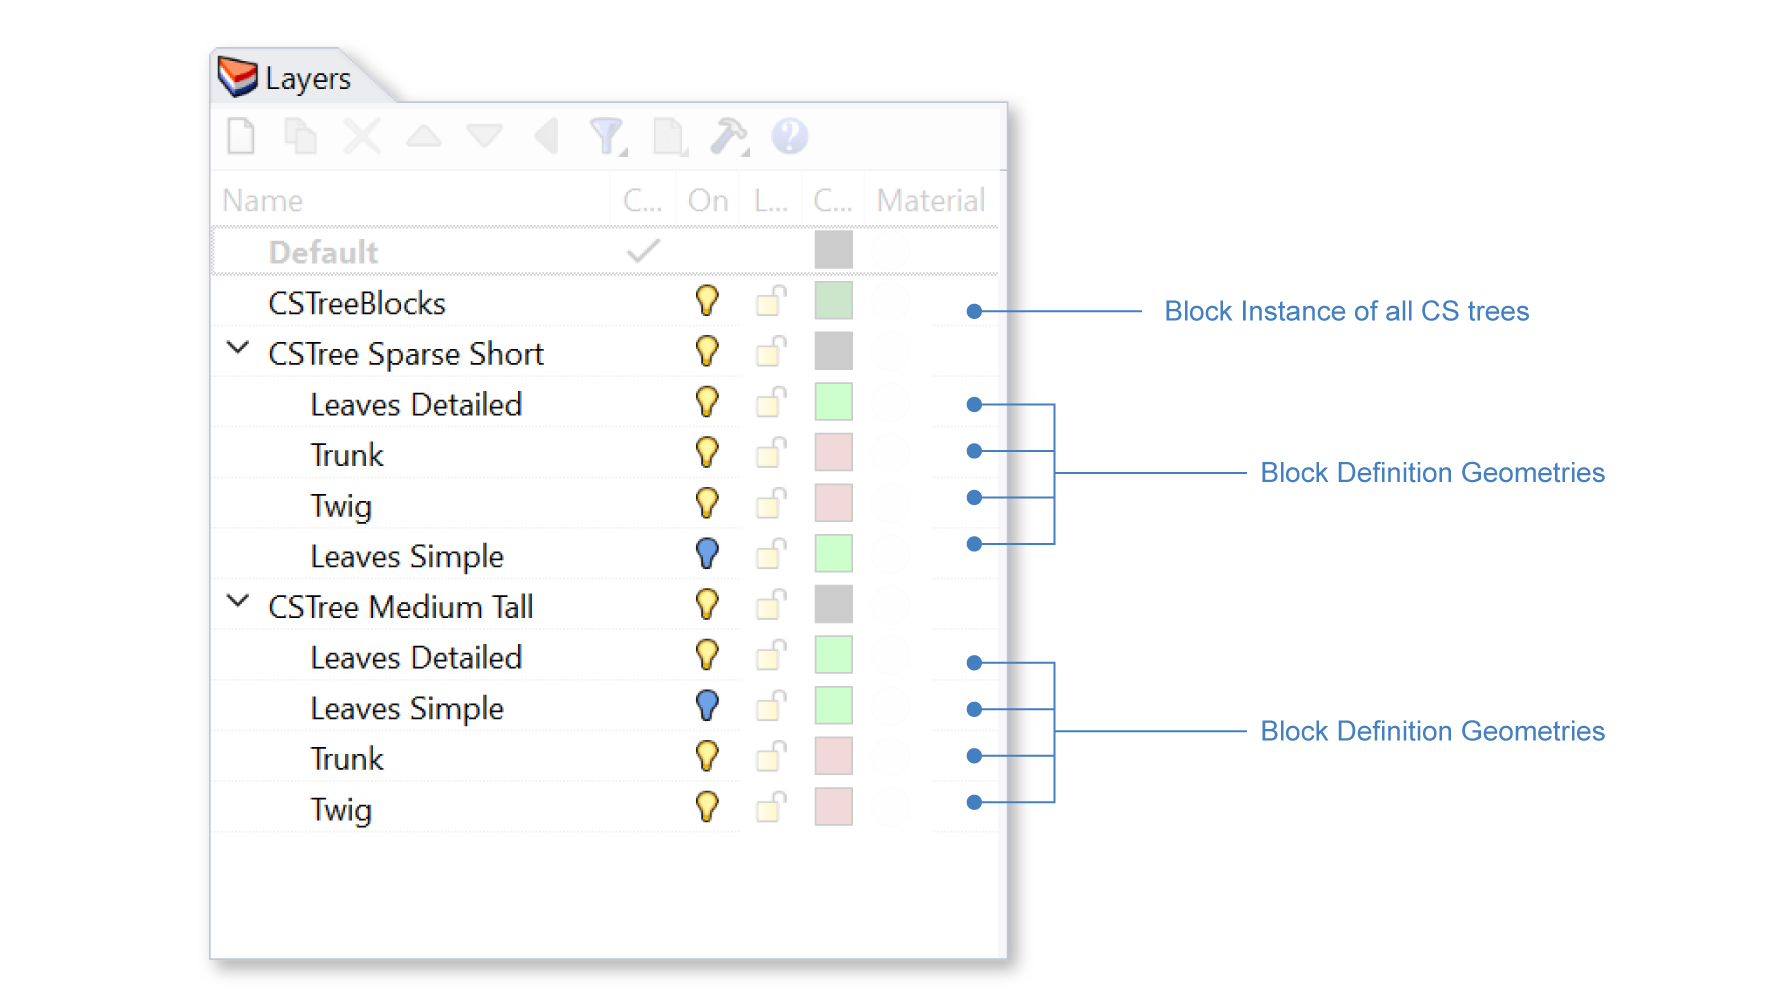 Layers
Name C... On L... C... Material
Default
CSTreeBlocks
Block Instance of all CS trees
CSTree Sparse Short
Leaves Detailed
Trunk
Block Definition Geometries
Twig
Leaves Simple
CSTree Medium Tall
Leaves Detailed
Leaves Simple
Block Definition Geometries
Trunk
Twig